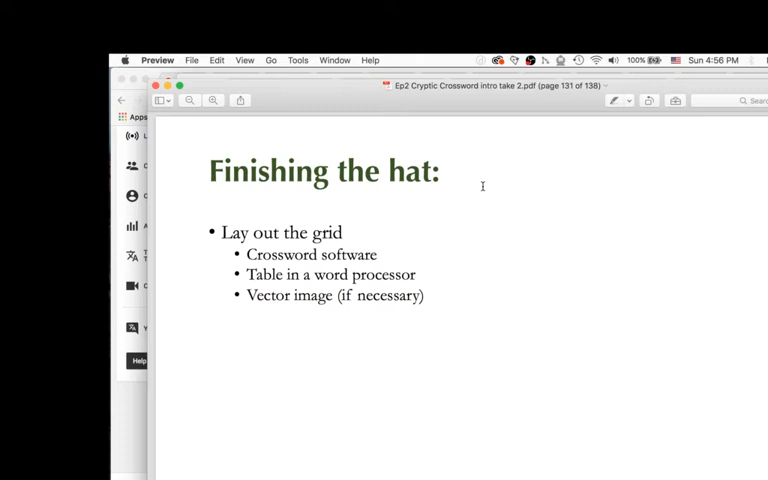 Preview File Edit View Go Tools Window Help 100% Sun 4:56 PM
Ep2 Cryptic Crossword intro take 2.pdf (page 131 of 138)
Apps
Finishing the hat:
• Lay out the grid
• Crossword software
• Table in a word processor
• Vector image (if necessary)
Help